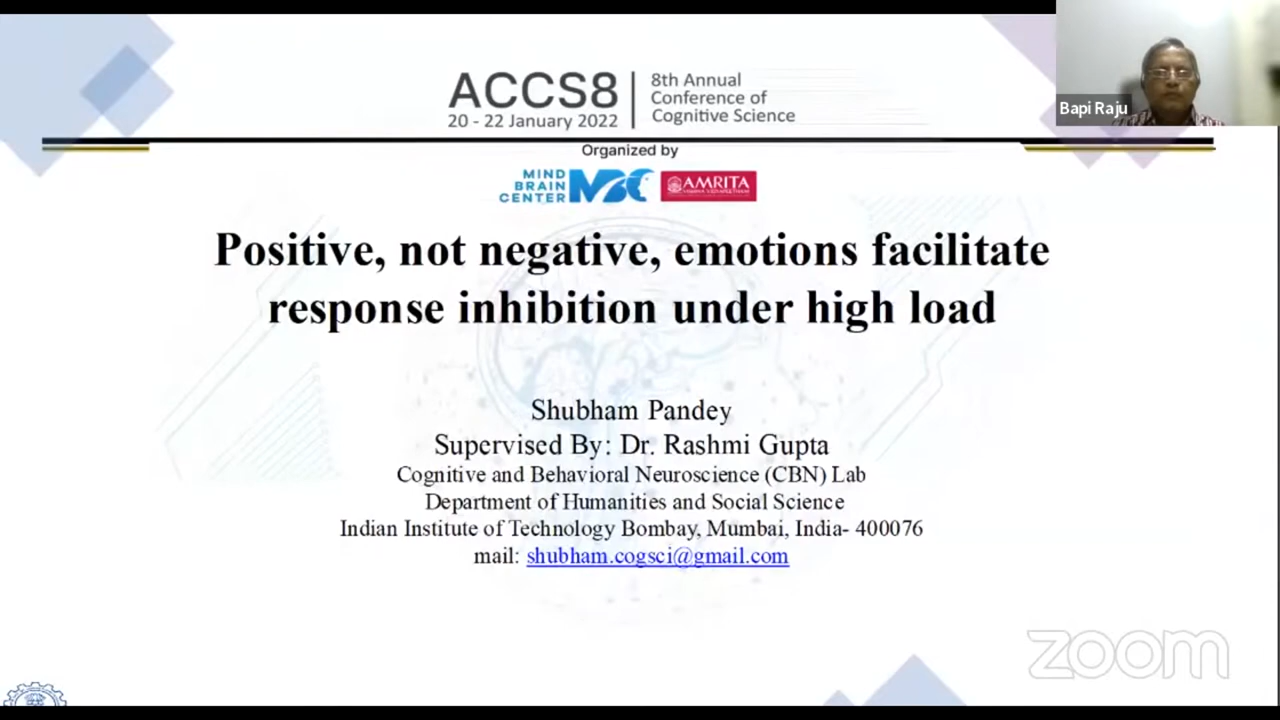 ACCS8
20 - 22 January 2022
8th Annual
Conference of
Cognitive Science
Bapi Raju
Organized by
MIND
BRAIN
CENTER
MBC
AMRITA
VISHWA VIDYAPEETHAM
Positive, not negative, emotions facilitate
response inhibition under high load
Shubham Pandey
Supervised By: Dr. Rashmi Gupta
Cognitive and Behavioral Neuroscience (CBN) Lab
Department of Humanities and Social Science
Indian Institute of Technology Bombay, Mumbai, India- 400076
mail: shubham.cogsci@gmail.com
zoom